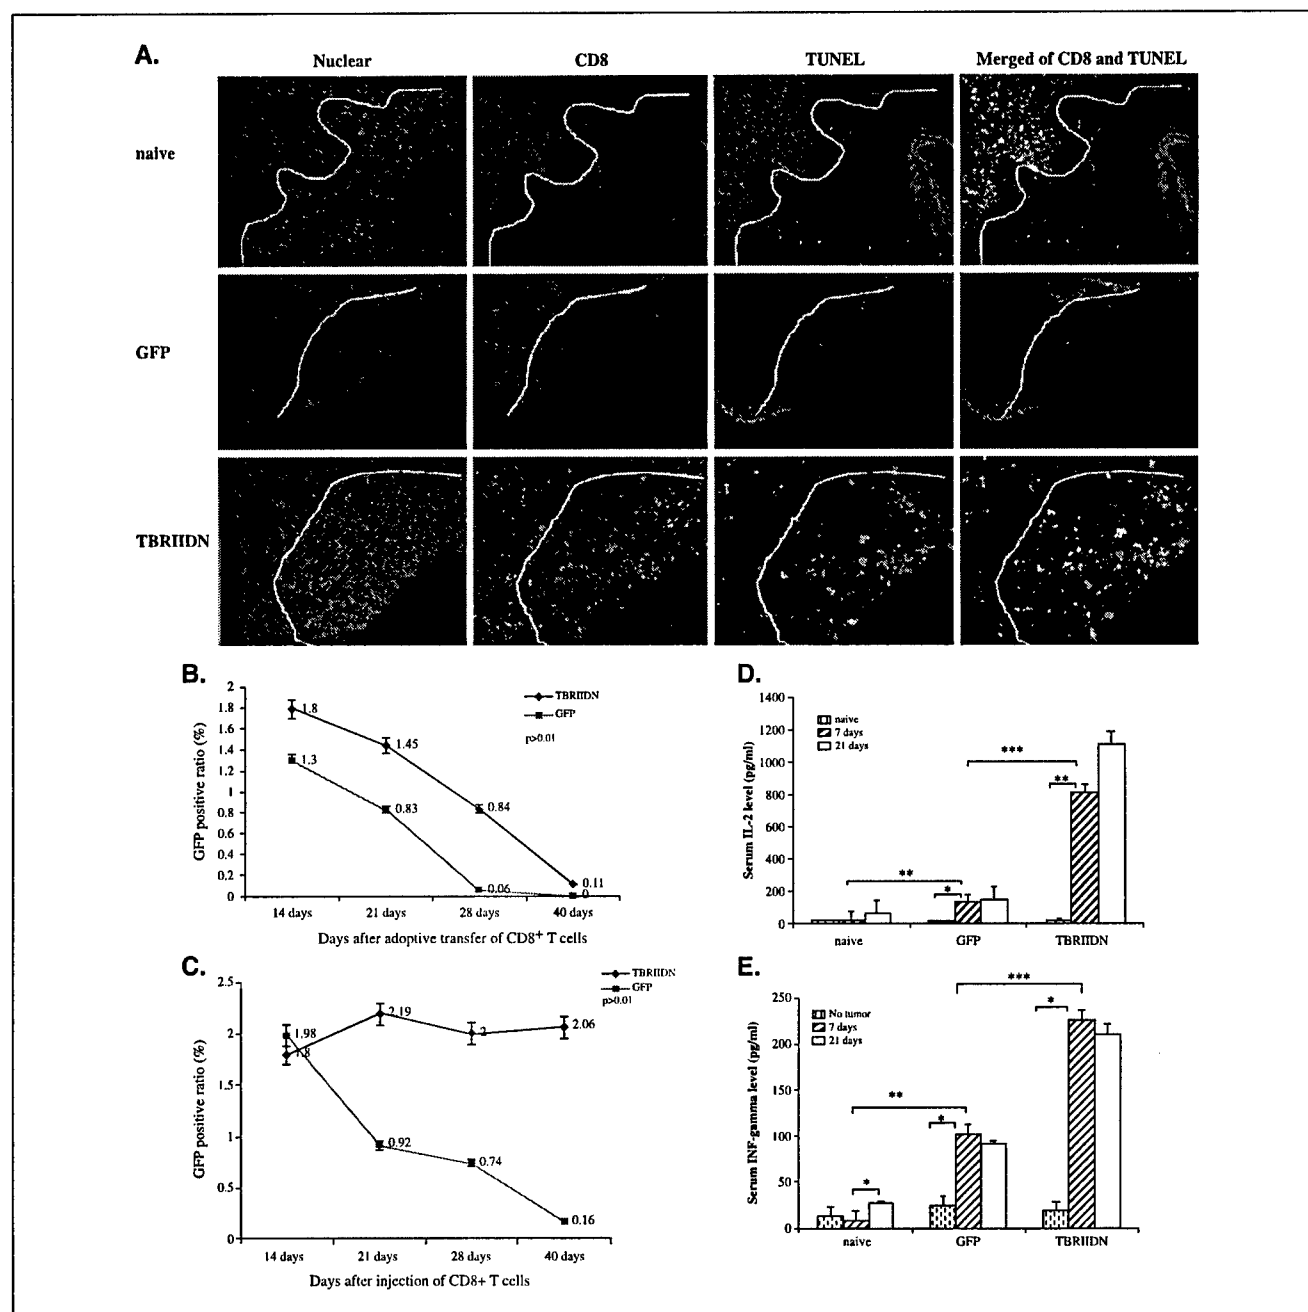 A.
Nuclear
CD8
TUNEL
Merged of CD8 and TUNEL
naive
GFP
TBRIIDN
B.
2
1.8
1.6
1.4
1.2
1
0.8
0.6
0.4
0.2
0
GFP positive ratio (%)
TBRIIDN
GFP
p>0.01
1.8
1.45
0.84
0.11
1.3
0.83
0.06
0
14 days
21 days
28 days
40 days
Days after adoptive transfer of CD8+ T cells
C.
2.5
2
1.5
1
0.5
0
GFP positive ratio (%)
TBRIIDN
GFP
p>0.01
1.98
1.8
2.19
2
2.06
0.92
0.74
0.16
14 days
21 days
28 days
40 days
Days after injection of CD8+ T cells
D.
1400
1200
1000
800
600
400
200
0
Serum IL-2 level (pg/ml)
naive
7 days
21 days
***
**
**
*
naive
GFP
TBRIIDN
E.
250
200
150
100
50
0
Serum INF-gamma level (pg/ml)
No tumor
7 days
21 days
***
*
**
*
*
naive
GFP
TBRIIDN